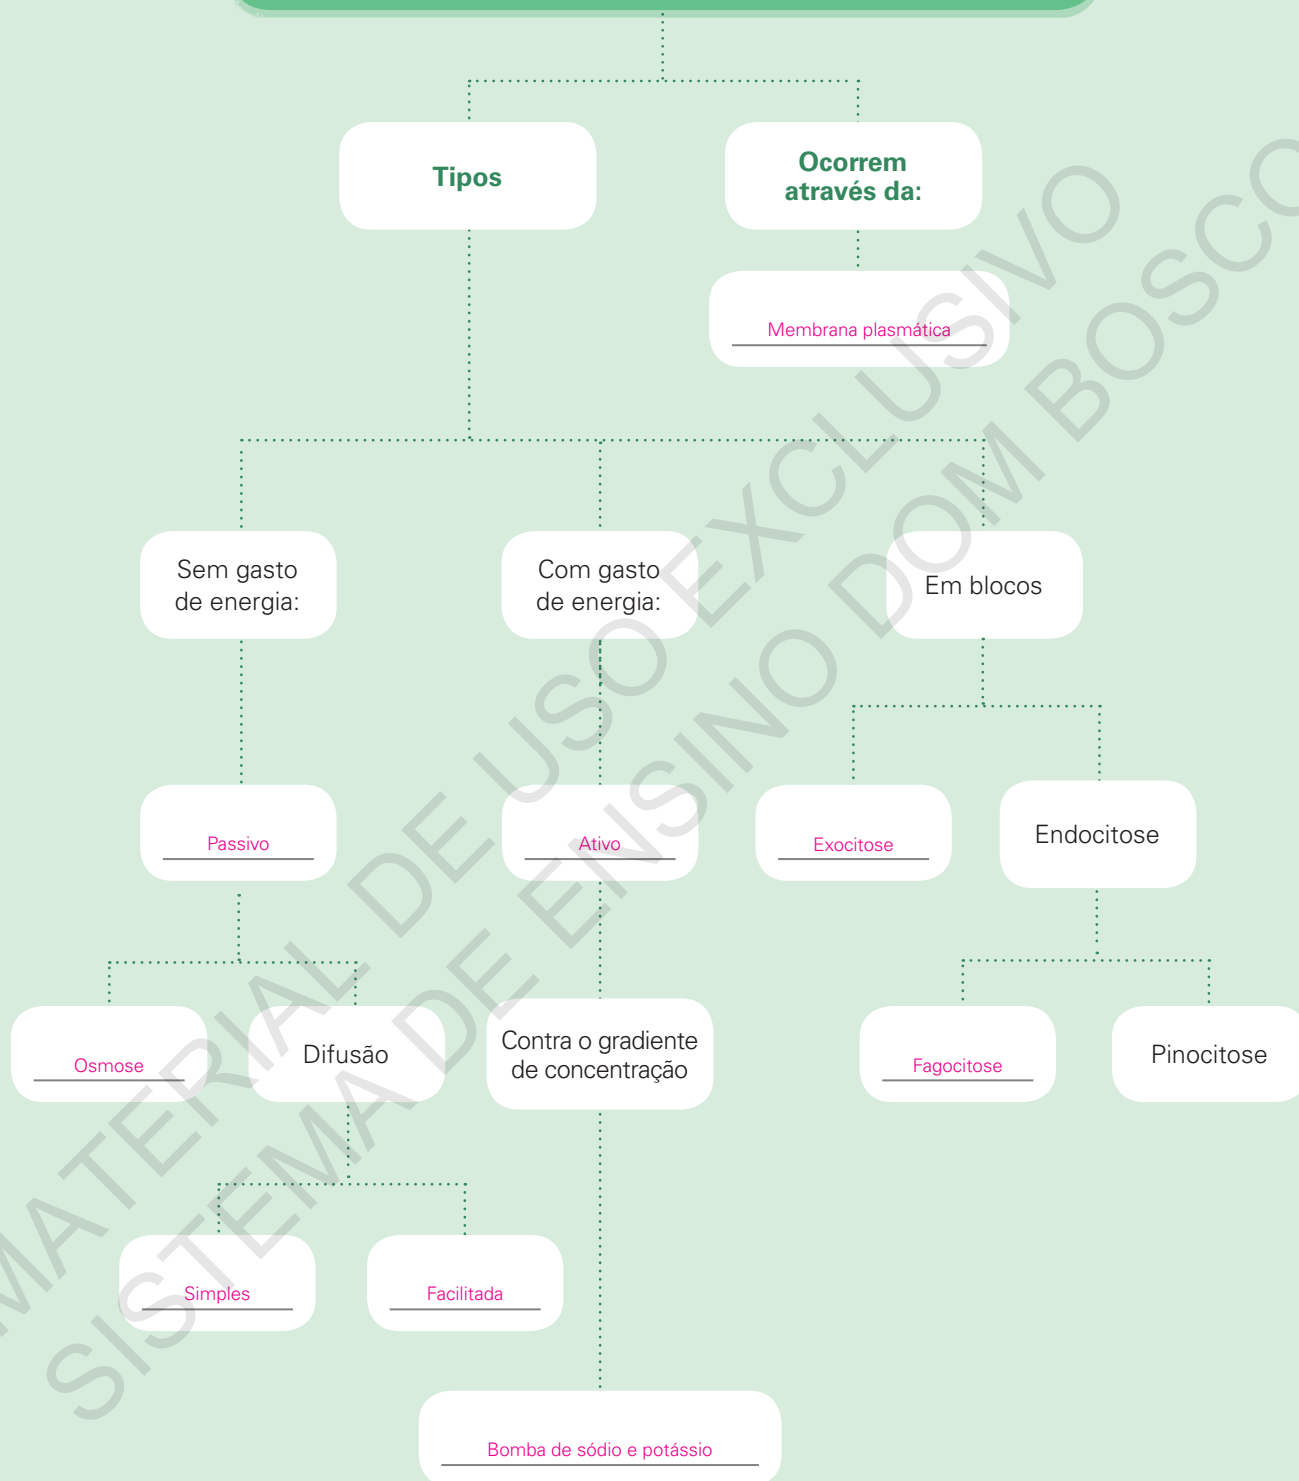 Tipos
Ocorrem
através da:
Membrana plasmática
Sem gasto
de energia:
Com gasto
de energia:
Em blocos
Passivo
Ativo
Exocitose
Endocitose
Osmose
Difusão
Contra o gradiente
de concentração
Fagocitose
Pinocitose
Simples
Facilitada
Bomba de sódio e potássio
MATERIAL DE USO EXCLUSIVO
SISTEMA DE ENSINO DOM BOSCO